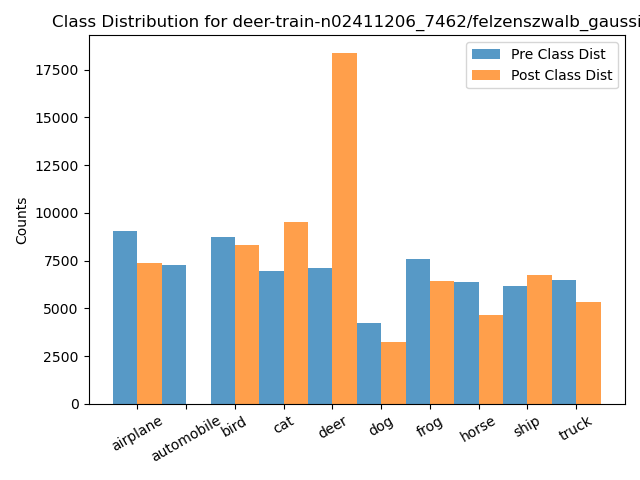 Class Distribution for deer-train-n02411206_7462/felzenszwalb_gaussi
Pre Class Dist
Post Class Dist
Counts
17500
15000
12500
10000
7500
5000
2500
0
airplane
automobile
bird
cat
deer
dog
frog
horse
ship
truck